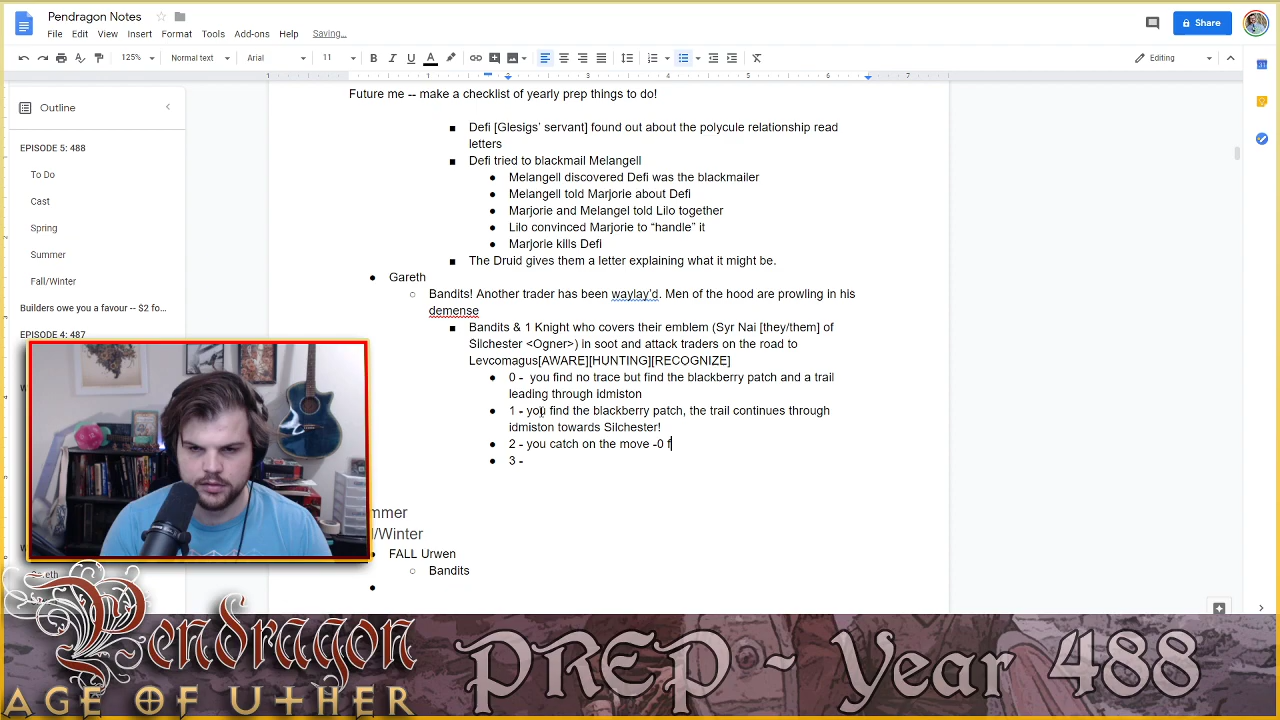 Pendragon Notes
File Edit View Insert Format Tools Add-ons Help Saving...
Share
125% Normal text Arial 11 Editing
1 1 2 3 4 5 6 7
Outline
EPISODE 5: 488
To Do
Cast
Spring
Summer
Fall/Winter
Builders owe you a favour -- $2 fo...
EPISODE 4: 487
Future me -- make a checklist of yearly prep things to do!
Defi [Glesigs' servant] found out about the polycule relationship read
letters
Defi tried to blackmail Melangell
Melangell discovered Defi was the blackmailer
Melangell told Marjorie about Defi
Marjorie and Melangel told Lilo together
Lilo convinced Marjorie to "handle" it
Marjorie kills Defi
The Druid gives them a letter explaining what it might be.
Gareth
Bandits! Another trader has been waylay'd. Men of the hood are prowling in his
demense
Bandits & 1 Knight who covers their emblem (Syr Nai [they/them] of
Silchester <Ogner>) in soot and attack traders on the road to
Levcomagus[AWARE][HUNTING][RECOGNIZE]
0 - you find no trace but find the blackberry patch and a trail
leading through idmiston
1 - you find the blackberry patch, the trail continues through
idmiston towards Silchester!
2 - you catch on the move -0 f
3 -
mmer
l/Winter
FALL Urwen
Bandits
Pendragon
AGE OF UTHER
PREP - Year 488